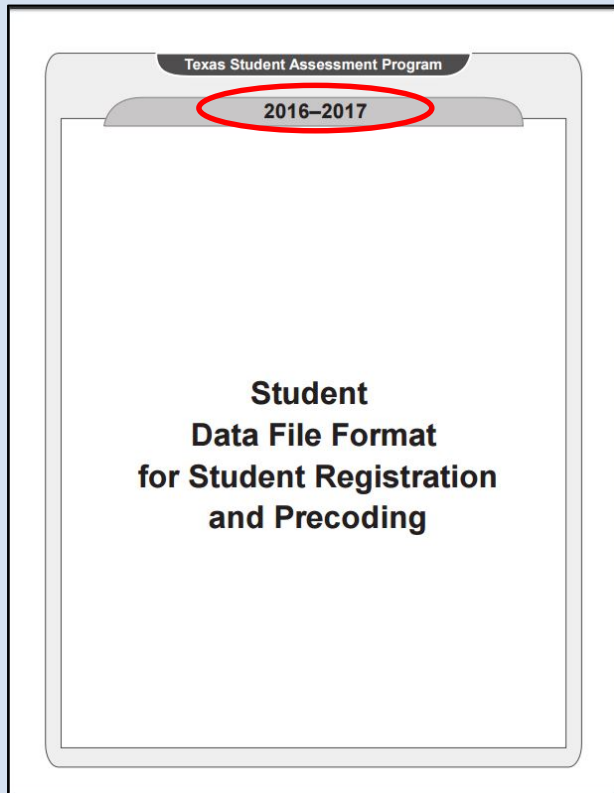 Texas Student Assessment Program
2016–2017
Student
Data File Format
for Student Registration
and Precoding